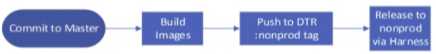 Commit to Master
Build
Images
Push to DTR
:nonprod tag
Release to
nonprod
via Harness